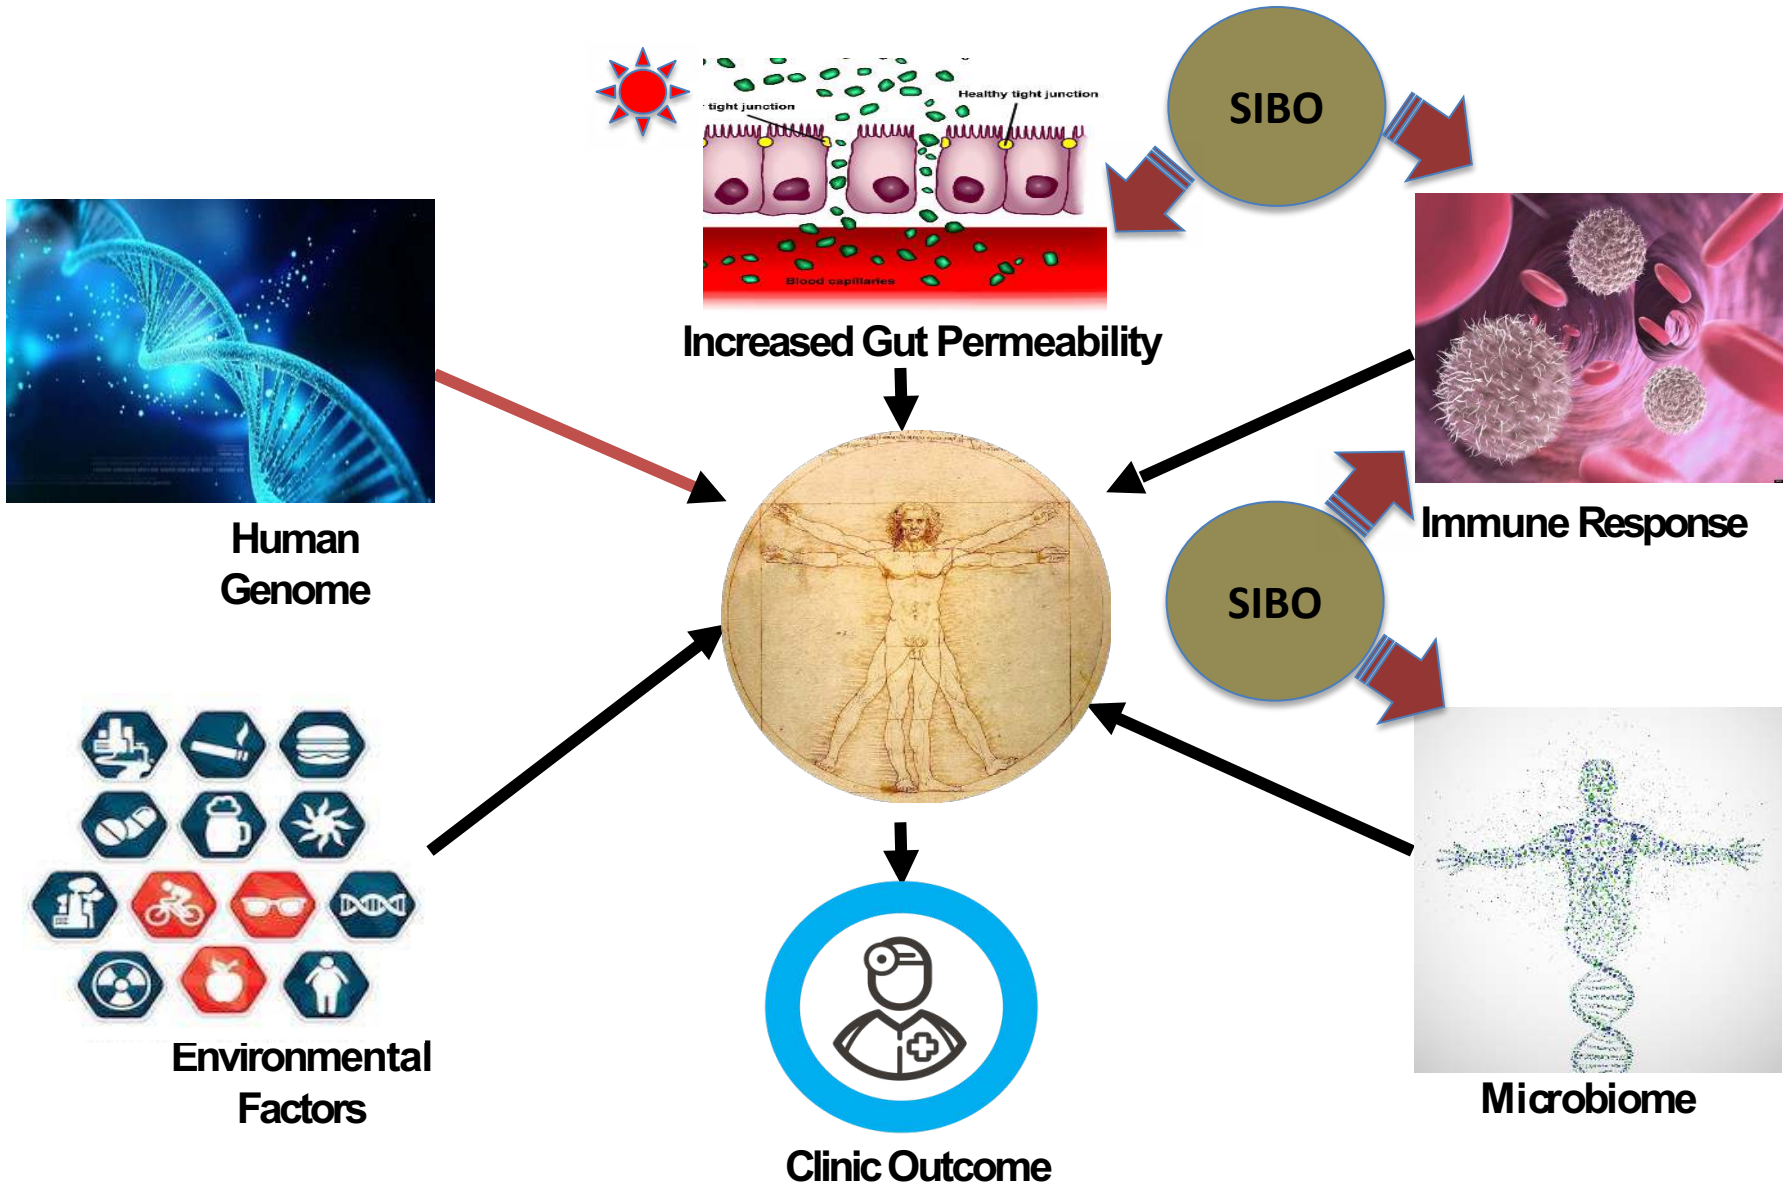 tight junction
Healthy tight junction
SIBO
Blood capillaries
Increased Gut Permeability
Human
Genome
Immune Response
SIBO
Environmental
Factors
Microbiome
Clinic Outcome